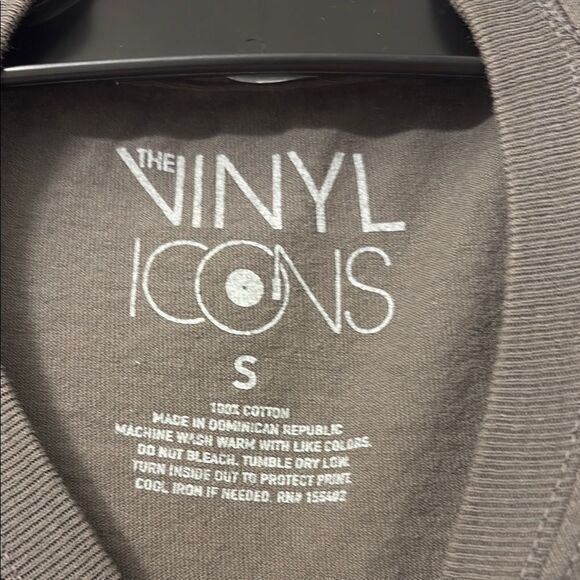 THE
VINYL
ICONS
S
100% COTTON
MADE IN DOMINICAN REPUBLIC
MACHINE WASH WARM WITH LIKE COLORS.
DO NOT BLEACH. TUMBLE DRY LOW.
TURN INSIDE OUT TO PROTECT PRINT.
COOL IRON IF NEEDED. RN# 155402